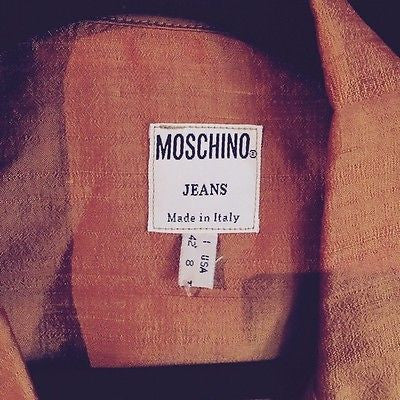 MOSCHINO®
JEANS
Made in Italy
I USA
42 8